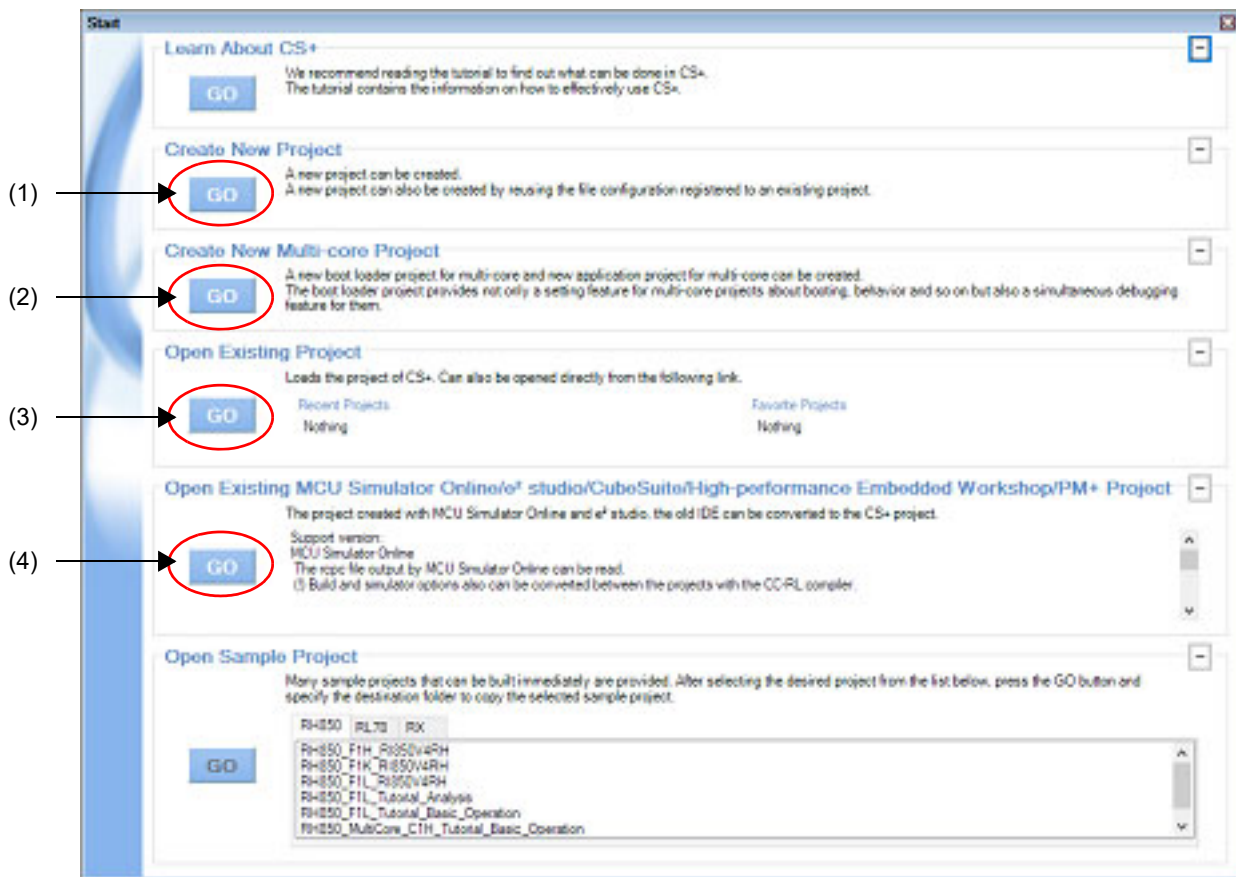 Start
Learn About CS+
We recommend reading the tutorial to find out what can be done in CS+.
GO
The tutorial contains the information on how to effectively use CS+.
Create New Project
A new project can be created.
(1)
GO
A new project can also be created by reusing the file configuration registered to an existing project.
Create New Multi-core Project
A new boot loader project for multi-core and new application project for multi-core can be created.
(2)
GO
The boot loader project provides not only a setting feature for multi-core projects about booting, behavior and so on but also a simultaneous debugging
feature for them.
Open Existing Project
Loads the project of CS+. Can also be opened directly from the following link.
Recent Projects Favorite Projects
(3)
GO
Nothing Nothing
Open Existing MCU Simulator Online/e² studio/CubeSuite/High-performance Embedded Workshop/PM+ Project
The project created with MCU Simulator Online and e² studio, the old IDE can be converted to the CS+ project.
Support version:
MCU Simulator Online
(4)
GO
The rcpc file output by MCU Simulator Online can be read.
(!) Build and simulator options also can be converted between the projects with the CC-RL compiler.
Open Sample Project
Many sample projects that can be built immediately are provided. After selecting the desired project from the list below, press the GO button and
specify the destination folder to copy the selected sample project.
RH850 RL78 RX
RH850_F1H_RI850V4RH
RH850_F1K_RI850V4RH
GO
RH850_F1L_RI850V4RH
RH850_F1L_Tutorial_Analysis
RH850_F1L_Tutorial_Basic_Operation
RH850_MultiCore_C1H_Tutorial_Basic_Operation